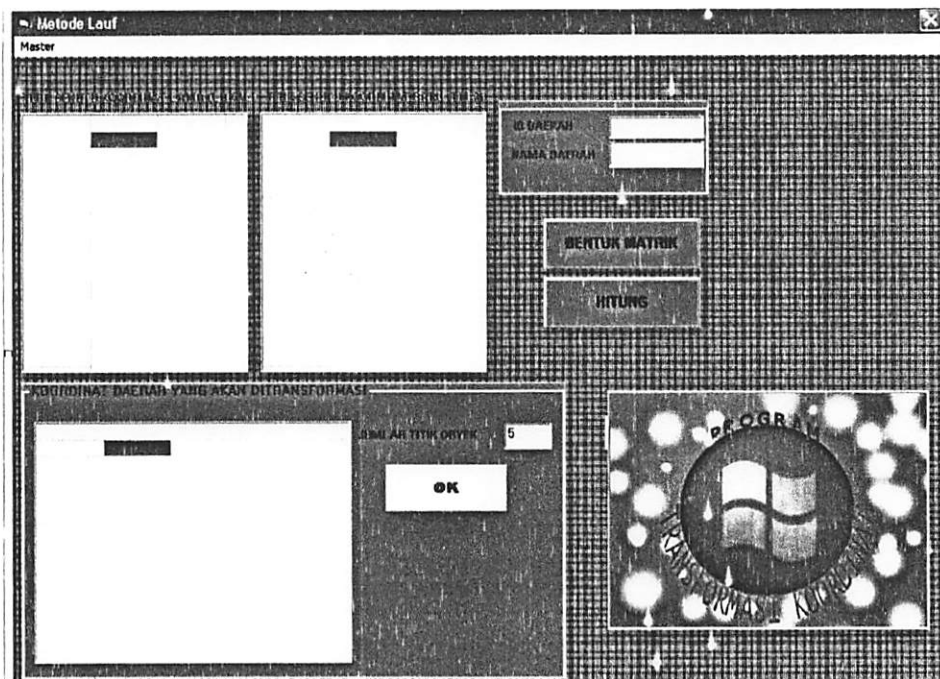 Metode Lauf
Master
ID DAERAH
NAMA DAERAH
BENTUK MATRIK
HITUNG
KOORDINAT DAERAH YANG AKAN DITRANSFORMASI
JUMLAH TITIK OBYEK 5
OK
PROGRAM
TRANSFORMASI KOORDINAT